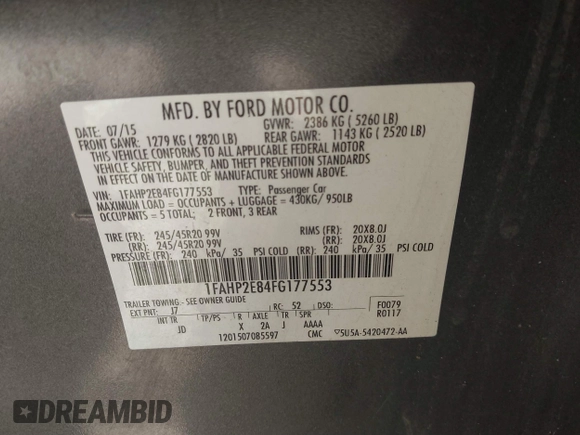 MFD. BY FORD MOTOR CO.
DATE: 07/15 GVWR: 2386 KG ( 5260 LB)
FRONT GAWR: 1279 KG ( 2820 LB) REAR GAWR: 1143 KG ( 2520 LB)
THIS VEHICLE CONFORMS TO ALL APPLICABLE FEDERAL MOTOR
VEHICLE SAFETY, BUMPER, AND THEFT PREVENTION STANDARDS
IN EFFECT ON THE DATE OF MANUFACTURE SHOWN ABOVE.
VIN: 1FAHP2E84FG177553 TYPE: Passenger Car
MAXIMUM LOAD = OCCUPANTS + LUGGAGE = 430KG/ 950LB
OCCUPANTS = 5 TOTAL; 2 FRONT, 3 REAR
TIRE (FR): 245/45R20 99V RIMS (FR): 20X8.0J
(RR): 245/45R20 99V (RR): 20X8.0J
PRESSURE (FR): 240 kPa/ 35 PSI COLD (RR): 240 kPa/ 35 PSI COLD
1FAHP2E84FG177553
TRAILER TOWING - SEE OWNER GUIDE
EXT PNT: J7 RC: 52 DSO: F0079
INT TR TP/PS R AXLE TR SPR R0117
JD X 2A J AAAA
1201507085597 CMC ▽5U5A-5420472-AA
DREAMBID